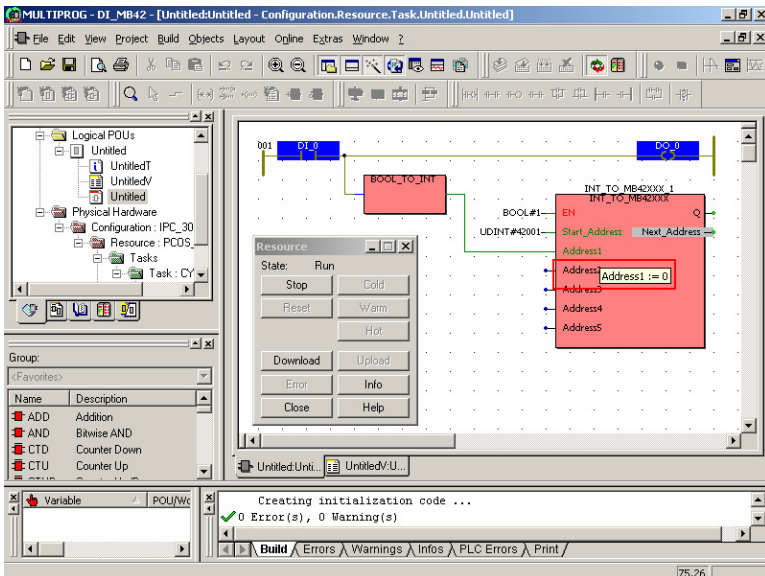 MULTIPROG - DI_MB42 - [Untitled:Untitled - Configuration.Resource.Task.Untitled.Untitled]
File Edit View Project Build Objects Layout Online Extras Window ?
Logical POUs
Untitled
UntitledT
UntitledV
Untitled
Physical Hardware
Configuration : IPC_30
Resource : PCOS_
Tasks
Task : CY
Group:
<Favorites>
Name Description
ADD Addition
AND Bitwise AND
CTD Counter Down
CTU Counter Up
001 DI_0 DO_0
BOOL_TO_INT
INT_TO_MB42XXX_1
INT_TO_MB42XXX
BOOL#1 EN Q
UDINT#42001 Start_Address Next_Address
Address1
Address2
Address1 := 0
Address3
Address4
Address5
Resource
State: Run
Stop Cold
Reset Warm
Hot
Download Upload
Error Info
Close Help
Untitled:Unti... UntitledV:U...
Variable POU/Wo
Creating initialization code ...
0 Error(s), 0 Warning(s)
Build Errors Warnings Infos PLC Errors Print
75,26